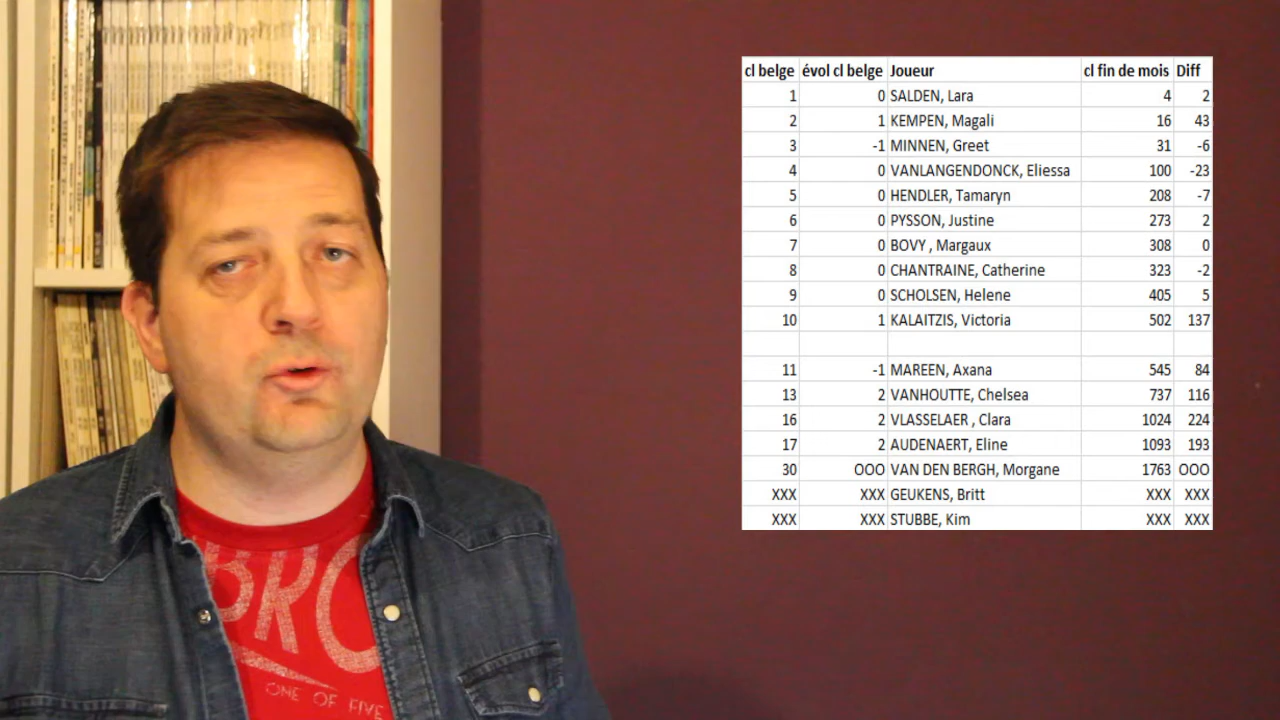 cl belge évol cl belge Joueur cl fin de mois Diff
1 0 SALDEN, Lara 4 2
2 1 KEMPEN, Magali 16 43
3 -1 MINNEN, Greet 31 -6
4 0 VANLANGENDONCK, Eliessa 100 -23
5 0 HENDLER, Tamaryn 208 -7
6 0 PYSSON, Justine 273 2
7 0 BOVY , Margaux 308 0
8 0 CHANTRAINE, Catherine 323 -2
9 0 SCHOLSEN, Helene 405 5
10 1 KALAITZIS, Victoria 502 137
11 -1 MAREEN, Axana 545 84
13 2 VANHOUTTE, Chelsea 737 116
16 2 VLASSELAER , Clara 1024 224
17 2 AUDENAERT, Eline 1093 193
30 OOO VAN DEN BERGH, Morgane 1763 OOO
XXX XXX GEUKENS, Britt XXX XXX
XXX XXX STUBBE, Kim XXX XXX
BRO
ONE OF FIVE